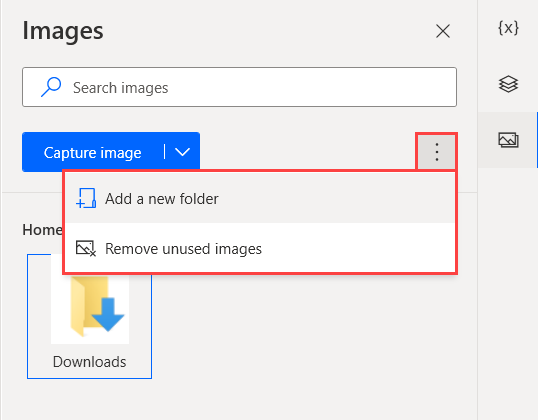 Images
{x}
Search images
Capture image
Add a new folder
Home
Remove unused images
Downloads